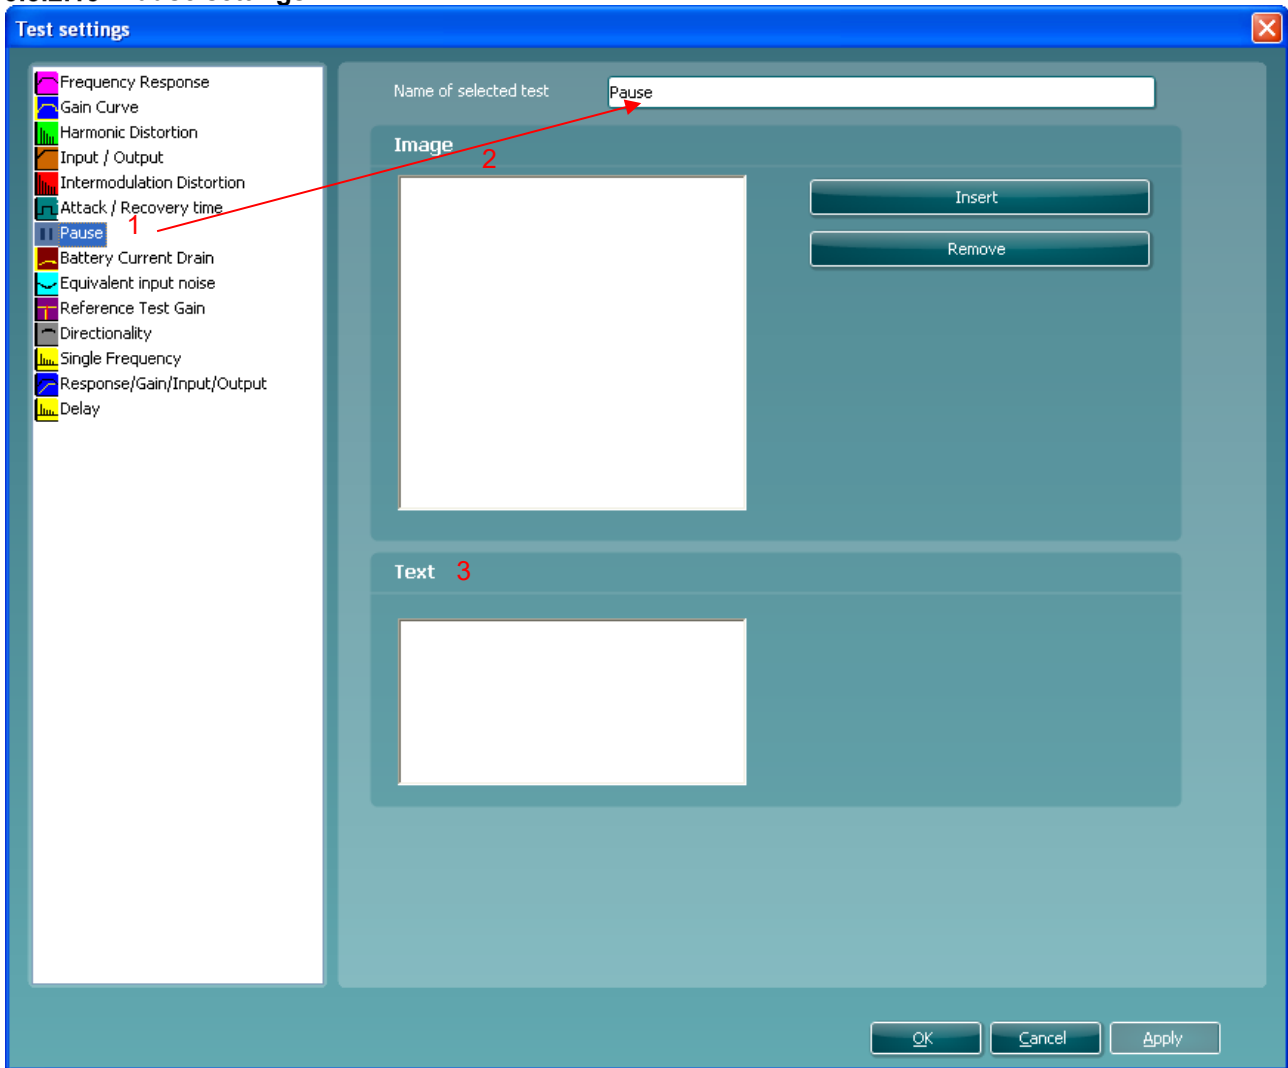 Test settings
Frequency Response
Gain Curve
Harmonic Distortion
Input / Output
Intermodulation Distortion
Attack / Recovery time
1
Pause
Battery Current Drain
Equivalent input noise
Reference Test Gain
Directionality
Single Frequency
Response/Gain/Input/Output
Delay
Name of selected test Pause
Image
2
Insert
Remove
Text 3
OK Cancel Apply